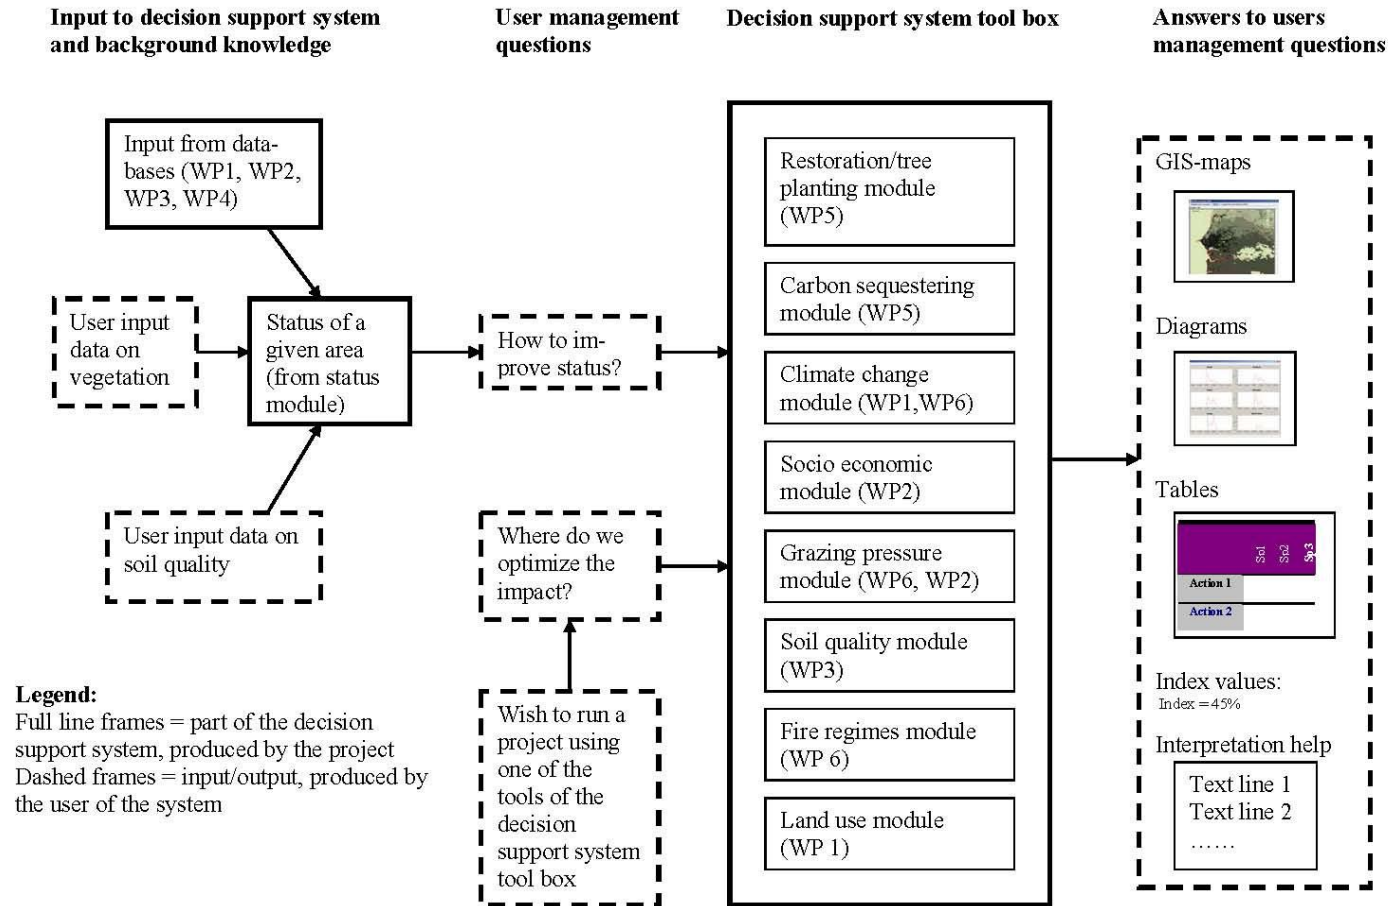 Input to decision support system
and background knowledge
User management
questions
Decision support system tool box
Answers to users
management questions
Input from data-
bases (WP1, WP2,
WP3, WP4)
User input
data on
vegetation
Status of a
given area
(from status
module)
User input data on
soil quality
How to im-
prove status?
Where do we
optimize the
impact?
Wish to run a
project using
one of the
tools of the
decision
support system
tool box
Restoration/tree
planting module
(WP5)
Carbon sequestering
module (WP5)
Climate change
module (WP1,WP6)
Socio economic
module (WP2)
Grazing pressure
module (WP6, WP2)
Soil quality module
(WP3)
Fire regimes module
(WP 6)
Land use module
(WP 1)
GIS-maps
Diagrams
Tables
Sp1
Sp2
Sp3
Action 1
Action 2
Index values:
Index = 45%
Interpretation help
Text line 1
Text line 2
......
Legend:
Full line frames = part of the decision
support system, produced by the project
Dashed frames = input/output, produced by
the user of the system